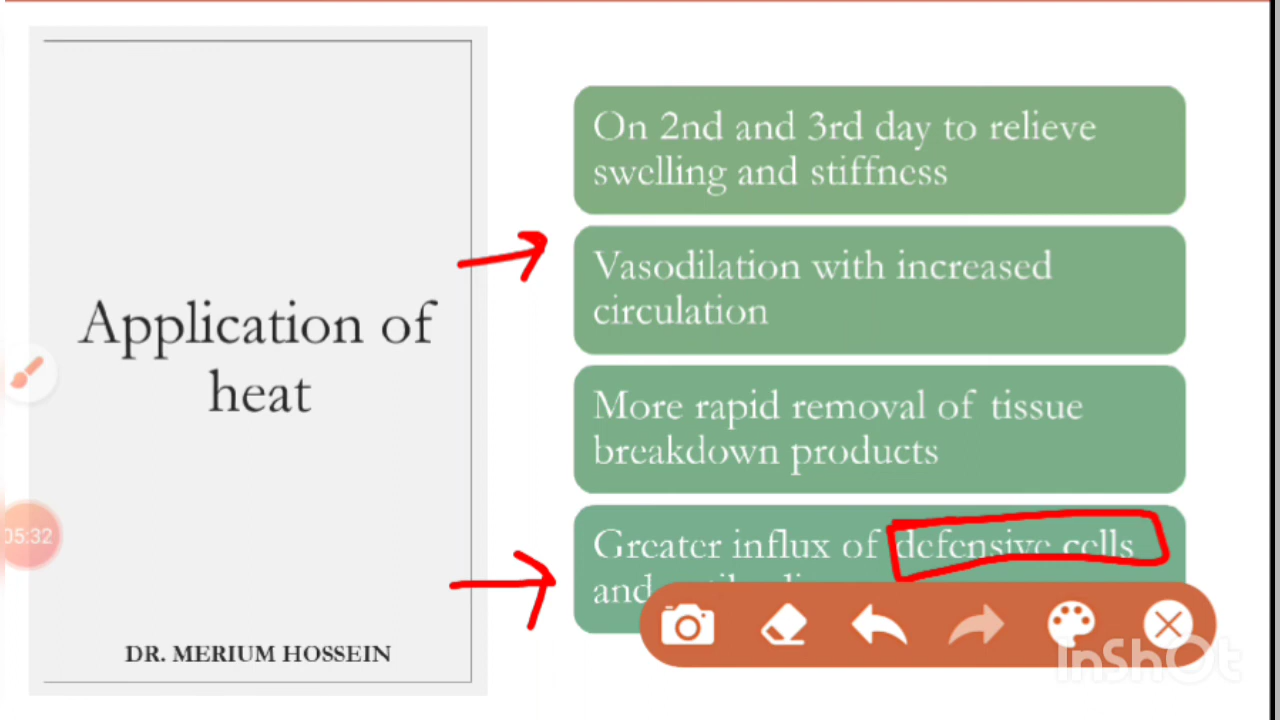 On 2nd and 3rd day to relieve
swelling and stiffness
Vasodilation with increased
circulation
Application of
heat
More rapid removal of tissue
breakdown products
05:32
Greater influx of defensive cells
and
DR. MERIUM HOSSEIN
InShOt